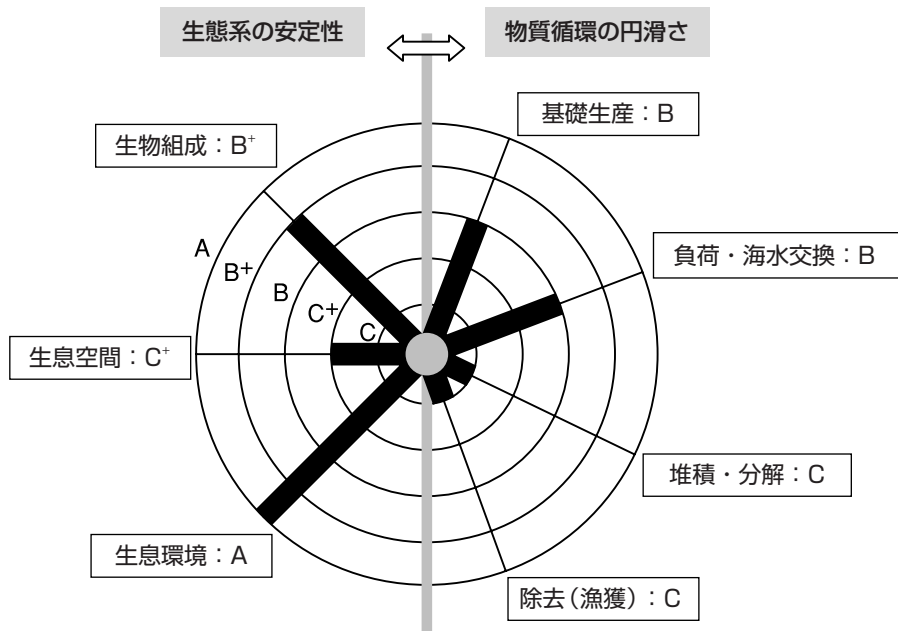 生態系の安定性
物質循環の円滑さ
基礎生産：B
生物組成：B⁺
負荷・海水交換：B
A
B+
B
C+
C
生息空間：C⁺
堆積・分解：C
生息環境：A
除去（漁獲）：C